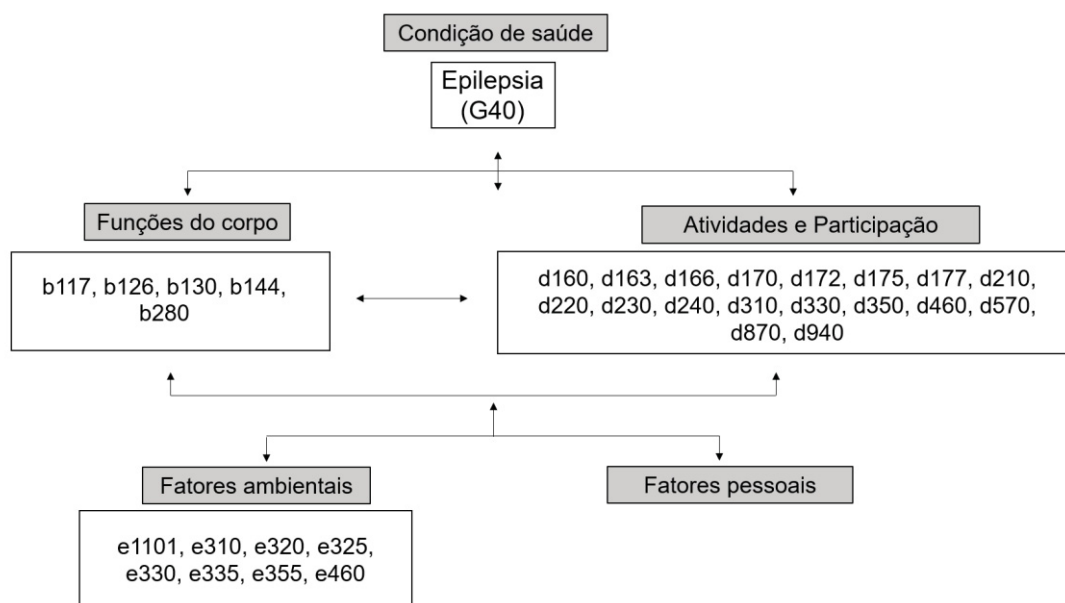 Condição de saúde
Epilepsia
(G40)
Funções do corpo
Atividades e Participação
b117, b126, b130, b144,
b280
d160, d163, d166, d170, d172, d175, d177, d210,
d220, d230, d240, d310, d330, d350, d460, d570,
d870, d940
Fatores ambientais
Fatores pessoais
e1101, e310, e320, e325,
e330, e335, e355, e460